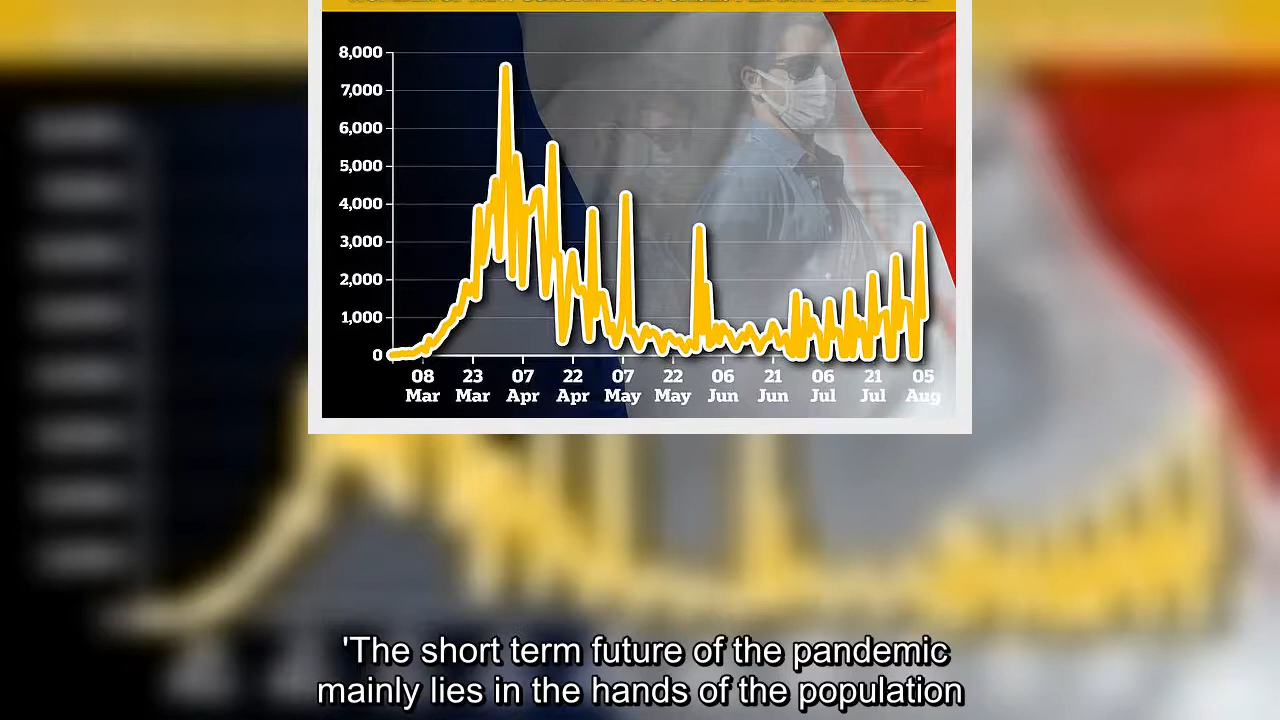 8,000
7,000
6,000
5,000
4,000
3,000
2,000
1,000
0
08 23 07 22 07 22 06 21 06 21 05
Mar Mar Apr Apr May May Jun Jun Jul Jul Aug
'The short term future of the pandemic
mainly lies in the hands of the population